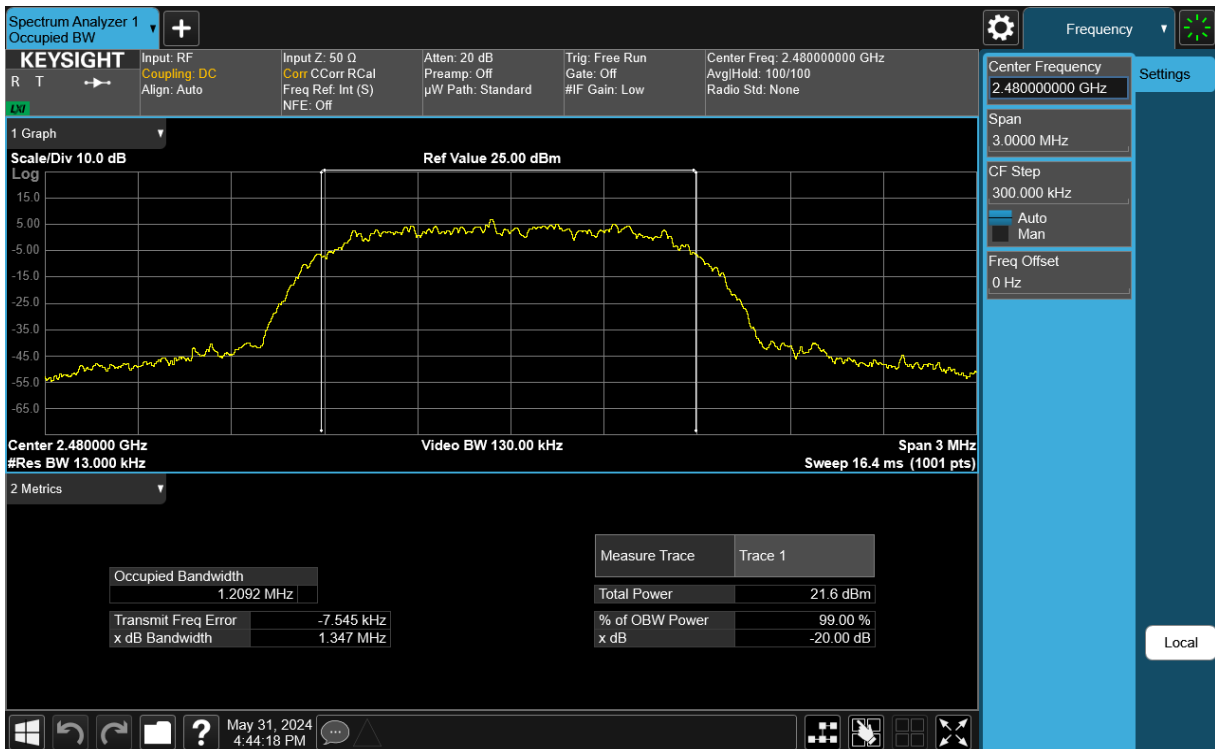 Spectrum Analyzer 1
Occupied BW
+
Frequency
KEYSIGHT
R T
LXI
Input: RF
Coupling: DC
Align: Auto
Input Z: 50 Ω
Corr CCorr RCal
Freq Ref: Int (S)
NFE: Off
Atten: 20 dB
Preamp: Off
µW Path: Standard
Trig: Free Run
Gate: Off
#IF Gain: Low
Center Freq: 2.480000000 GHz
Avg|Hold: 100/100
Radio Std: None
Center Frequency
2.480000000 GHz
Settings
Span
3.0000 MHz
CF Step
300.000 kHz
Auto
Man
Freq Offset
0 Hz
Local
1 Graph
Scale/Div 10.0 dB
Ref Value 25.00 dBm
Log
15.0
5.00
-5.00
-15.0
-25.0
-35.0
-45.0
-55.0
-65.0
Center 2.480000 GHz
Video BW 130.00 kHz
Span 3 MHz
#Res BW 13.000 kHz
Sweep 16.4 ms (1001 pts)
2 Metrics
Measure Trace Trace 1
Occupied Bandwidth
1.2092 MHz
Total Power 21.6 dBm
Transmit Freq Error -7.545 kHz
% of OBW Power 99.00 %
x dB Bandwidth 1.347 MHz
x dB -20.00 dB
?
May 31, 2024
4:44:18 PM